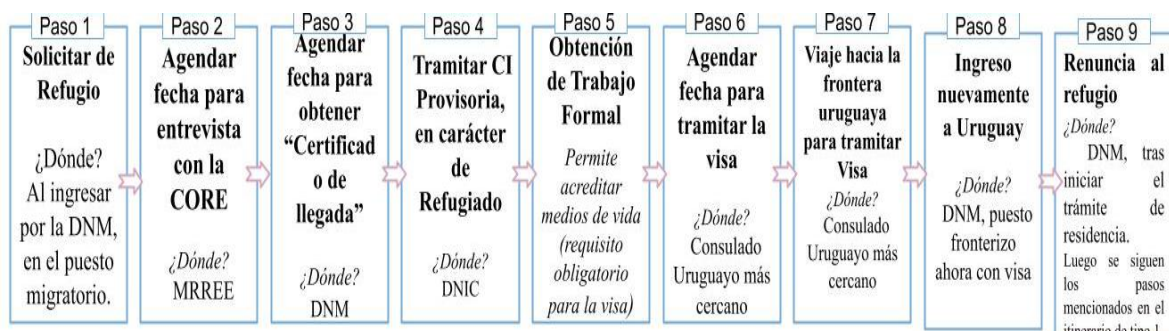 Paso 1
Solicitar de
Refugio
¿Dónde?
Al ingresar
por la DNM,
en el puesto
migratorio.
Paso 2
Agendar
fecha para
entrevista
con la
CORE
¿Dónde?
MRREE
Paso 3
Agendar
fecha para
obtener
“Certificad
o de
llegada”
¿Dónde?
DNM
Paso 4
Tramitar CI
Provisoria,
en carácter
de
Refugiado
¿Dónde?
DNIC
Paso 5
Obtención
de Trabajo
Formal
Permite
acreditar
medios de vida
(requisito
obligatorio
para la visa)
Paso 6
Agendar
fecha para
tramitar la
visa
¿Dónde?
Consulado
Uruguayo más
cercano
Paso 7
Viaje hacia la
frontera
uruguaya
para tramitar
Visa
¿Dónde?
Consulado
Uruguayo más
cercano
Paso 8
Ingreso
nuevamente
a Uruguay
¿Dónde?
DNM, puesto
fronterizo
ahora con visa
Paso 9
Renuncia al
refugio
¿Dónde?
DNM, tras
iniciar el
trámite de
residencia.
Luego se siguen
los pasos
mencionados en el
itinerario de tipo 1